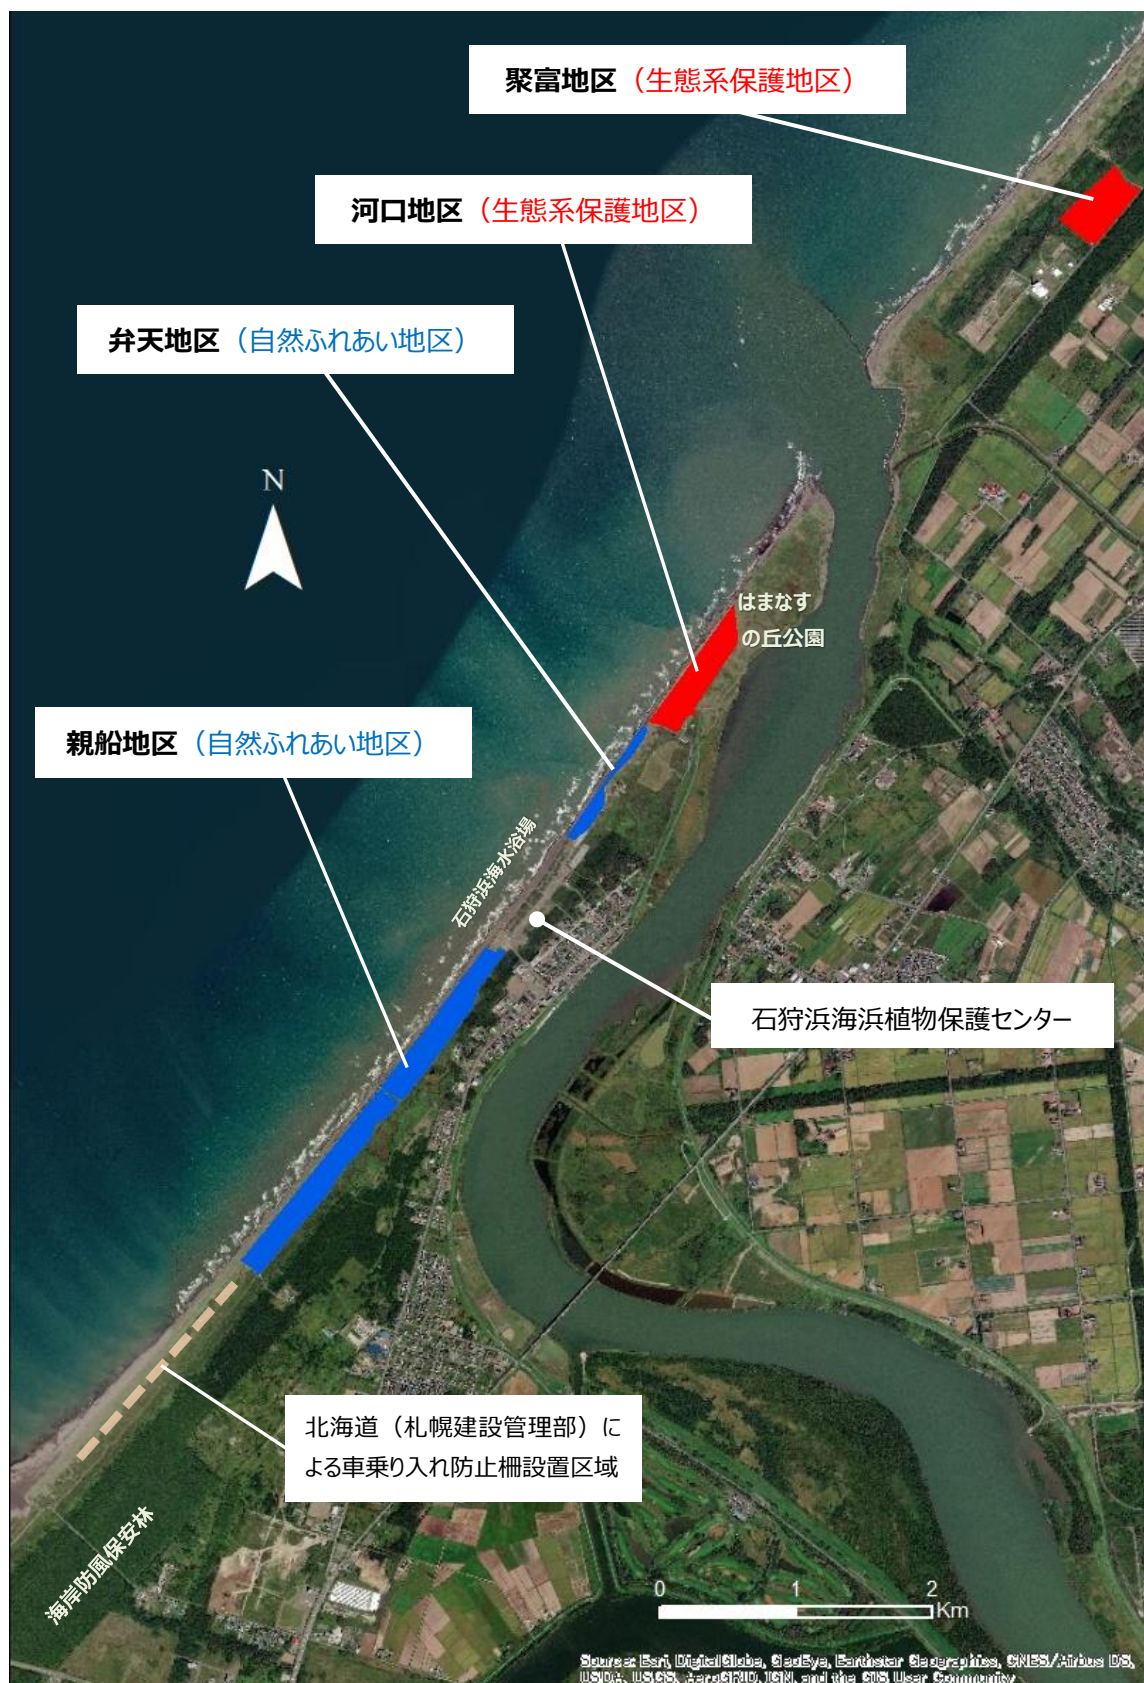 聚富地区（生態系保護地区）
河口地区（生態系保護地区）
弁天地区（自然ふれあい地区）
N
はまなす
の丘公園
親船地区（自然ふれあい地区）
石狩浜海水浴場
石狩浜海浜植物保護センター
北海道（札幌建設管理部）に
よる車乗り入れ防止柵設置区域
海岸防風保安林
0 1 2
Km
Source: Esri, DigitalGlobe, GeoEye, Earthstar Geographics, CNES/Airbus DS,
USDA, USGS, AeroGRID, IGN, and the GIS User Community